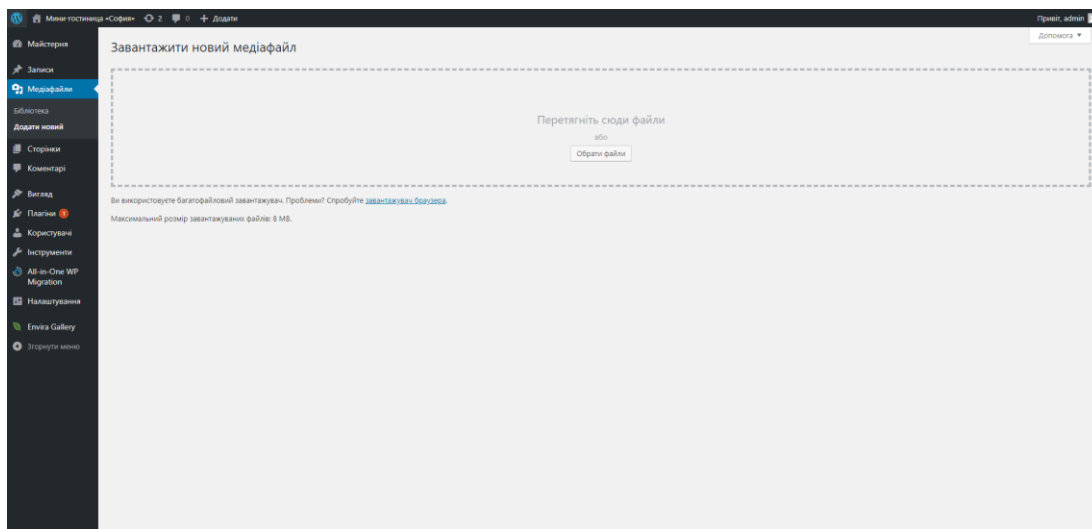 Мини-гостиница «София» 2 0 + Додати
Привіт, admin
Допомога ▼
Майстерня
Записи
Медіафайли
Бібліотека
Додати новий
Сторінки
Коментарі
Вигляд
Плагіни 1
Користувачі
Інструменти
All-in-One WP
Migration
Налаштування
Envira Gallery
Згорнути меню
Завантажити новий медіафайл
Перетягніть сюди файли
або
Обрати файли
Ви використовуєте багатофайловий завантажувач. Проблеми? Спробуйте завантажувач браузера.
Максимальний розмір завантажуваних файлів: 8 MB.